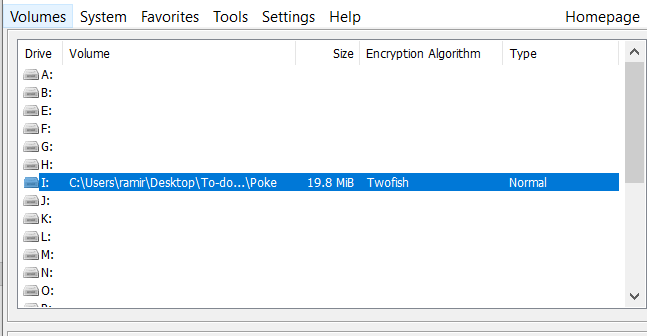 Volumes System Favorites Tools Settings Help Homepage
Drive Volume Size Encryption Algorithm Type
A:
B:
E:
F:
G:
H:
I: C:\Users\ramir\Desktop\To-do...\Poke 19.8 MiB Twofish Normal
J:
K:
L:
M:
N:
O: